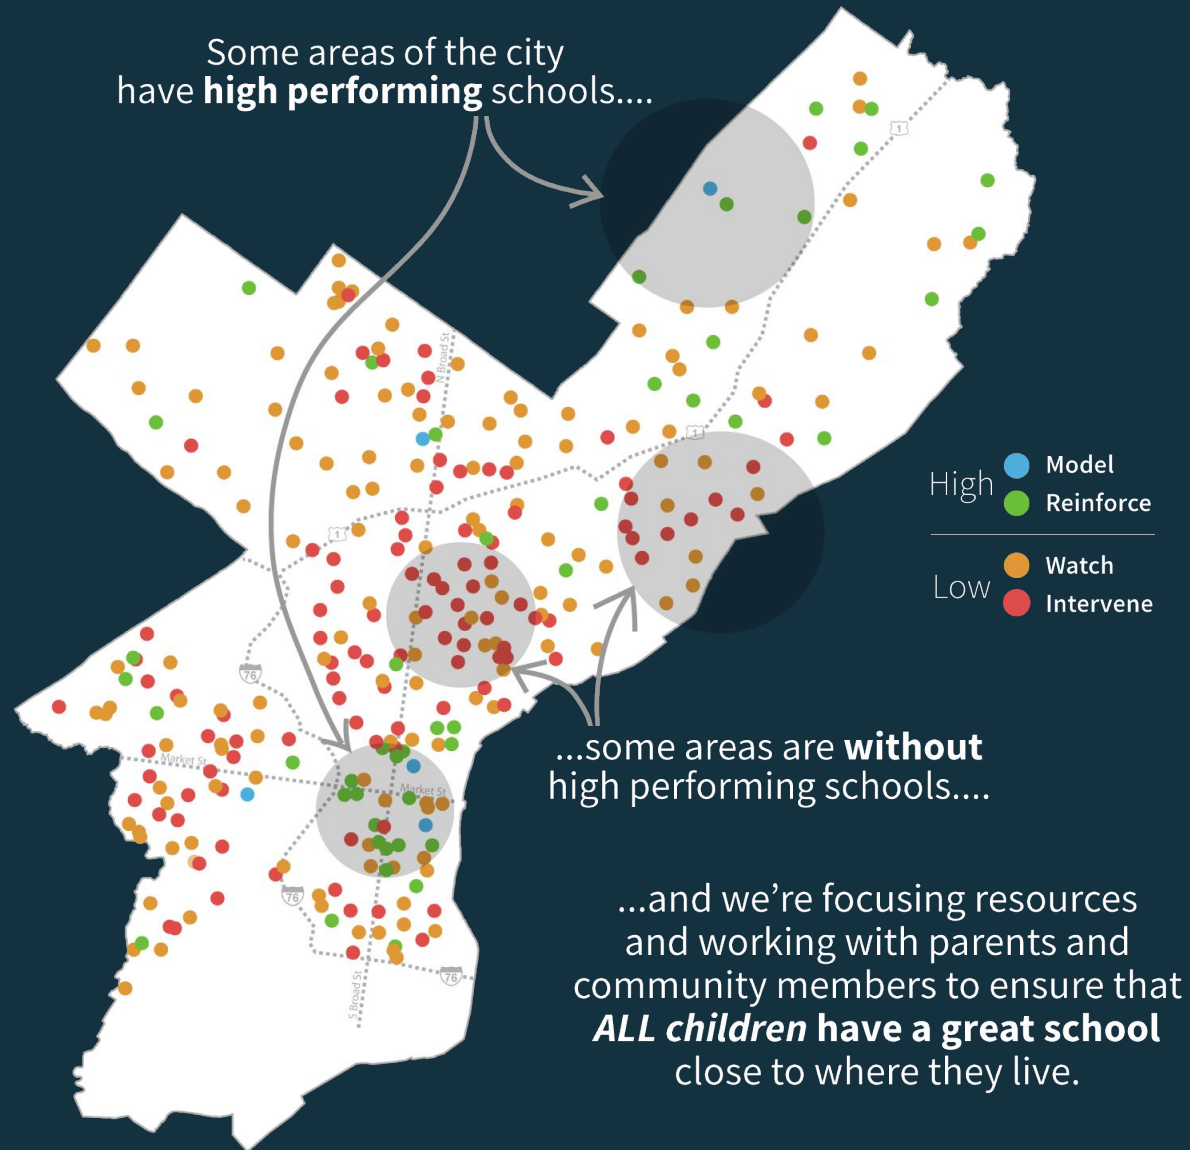 Some areas of the city
have high performing schools....
1
N Broad St
1
1
High
Model
Reinforce
Low
Watch
Intervene
76
Market St
Market St
...some areas are without
high performing schools....
76
76
S Broad St
...and we’re focusing resources
and working with parents and
community members to ensure that
ALL children have a great school
close to where they live.